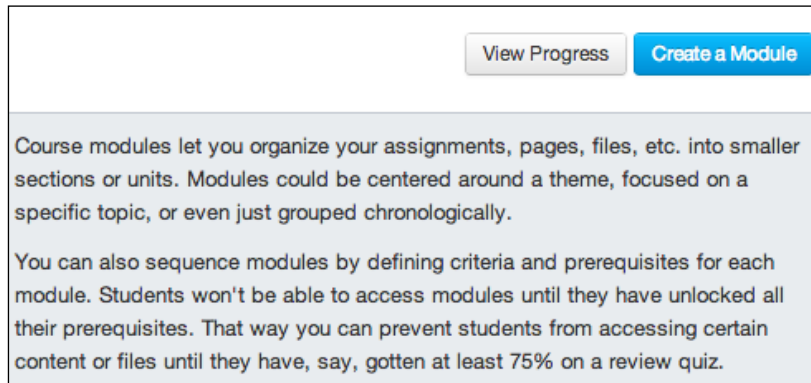 View Progress Create a Module
Course modules let you organize your assignments, pages, files, etc. into smaller
sections or units. Modules could be centered around a theme, focused on a
specific topic, or even just grouped chronologically.
You can also sequence modules by defining criteria and prerequisites for each
module. Students won't be able to access modules until they have unlocked all
their prerequisites. That way you can prevent students from accessing certain
content or files until they have, say, gotten at least 75% on a review quiz.